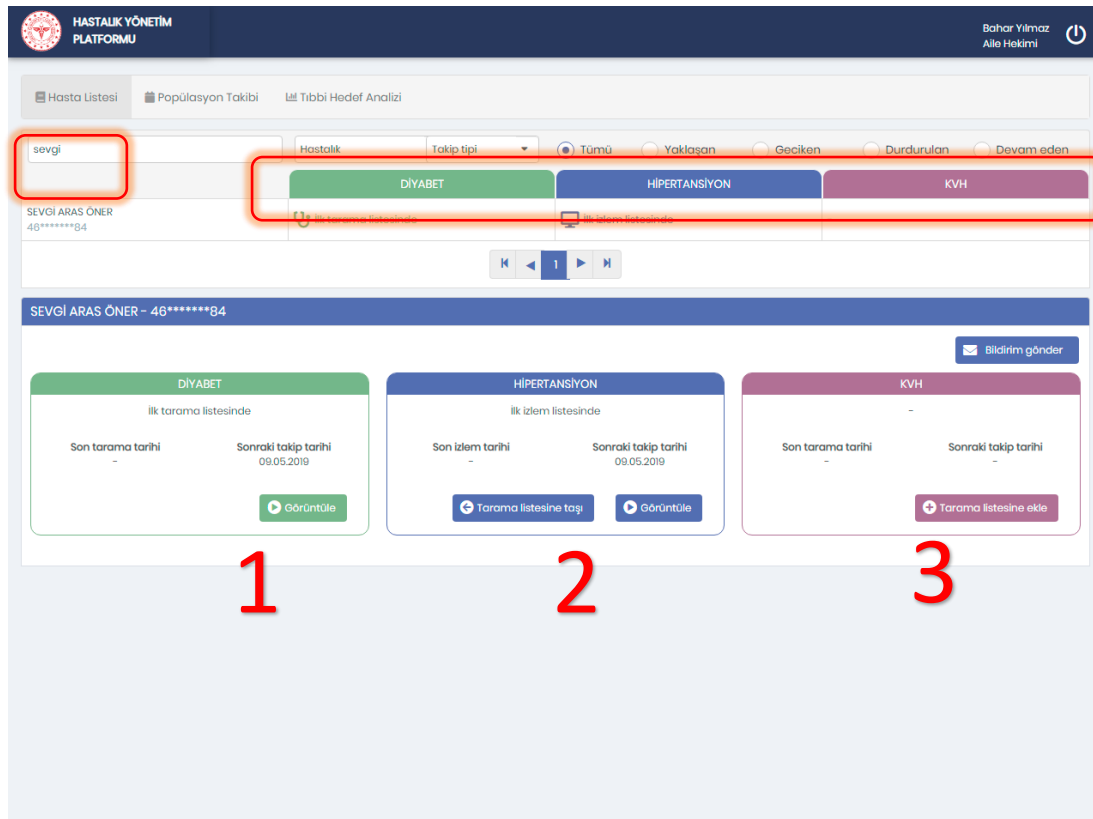 HASTALIK YÖNETİM
PLATFORMU
Bahar Yılmaz
Aile Hekimi
Hasta Listesi Popülasyon Takibi Tıbbi Hedef Analizi
sevgi Hastalık Takip tipi Tümü Yaklaşan Geciken Durdurulan Devam eden
DİYABET HİPERTANSİYON KVH
SEVGİ ARAS ÖNER İlk tarama listesinde İlk izlem listesinde -
46*******84
1
SEVGİ ARAS ÖNER - 46*******84
Bildirim gönder
DİYABET
İlk tarama listesinde
Son tarama tarihi Sonraki takip tarihi
- 09.05.2019
Görüntüle
1
HİPERTANSİYON
İlk izlem listesinde
Son izlem tarihi Sonraki takip tarihi
- 09.05.2019
Tarama listesine taşı Görüntüle
2
KVH
-
Son tarama tarihi Sonraki takip tarihi
- -
Tarama listesine ekle
3